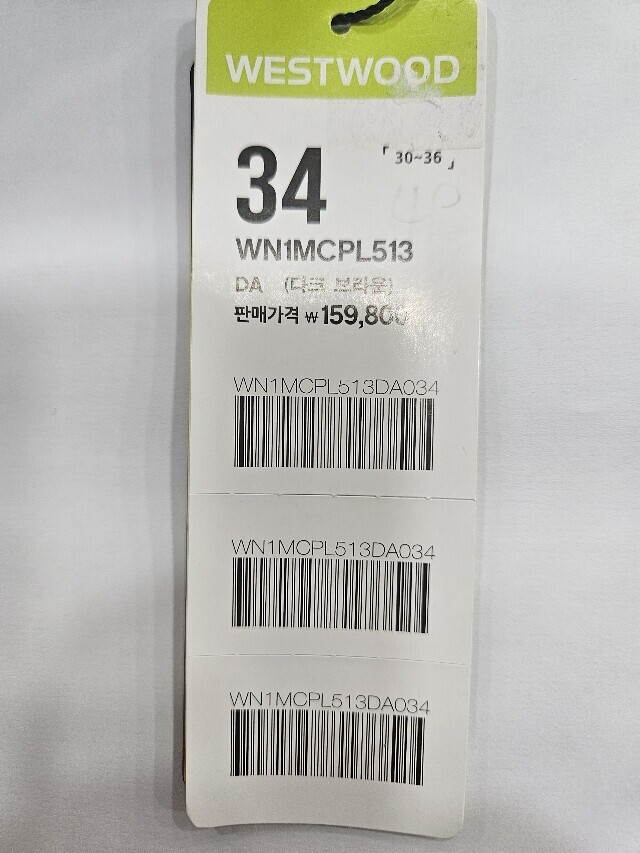 WESTWOOD
34 「30~36」
WN1MCPL513
DA (다크 브라운)
판매가격 ₩159,800
WN1MCPL513DA034
WN1MCPL513DA034
WN1MCPL513DA034